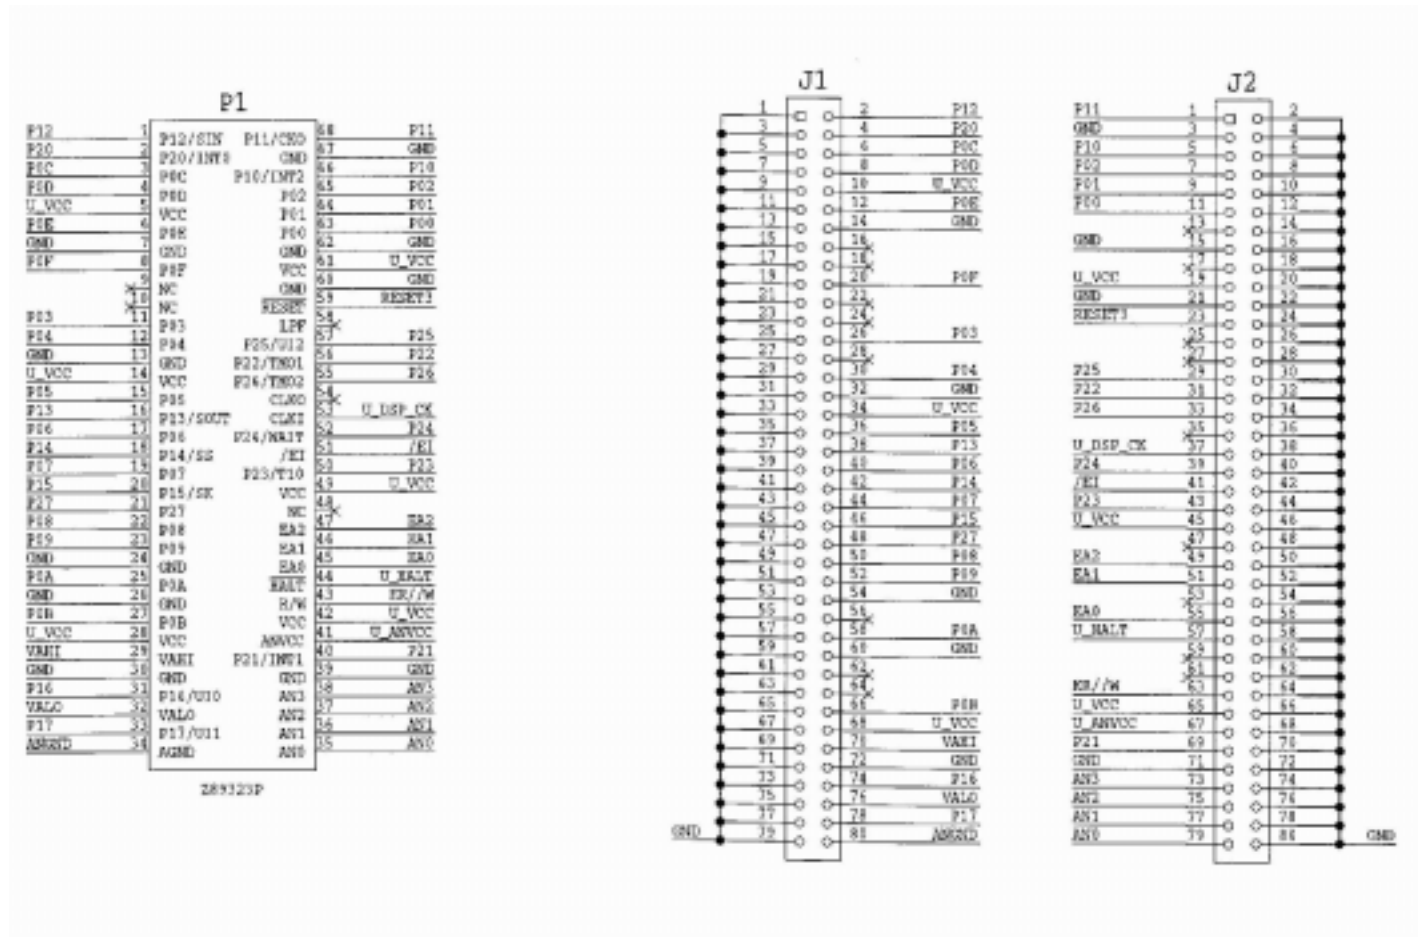 P1
P12 1 P12/SIN P11/CKO 68 P11
P20 2 P20/INT0 GND 67 GND
P0C 3 P0C P10/INT2 66 P10
P0D 4 P0D P02 65 P02
U_VCC 5 VCC P01 64 P01
P0E 6 P0E P00 63 P00
GND 7 GND GND 62 GND
P0F 8 P0F VCC 61 U_VCC
9 NC GND 60 GND
10 NC RESET 59 RESET3
P03 11 P03 LPF 58
P04 12 P04 P25/UI2 57 P25
GND 13 GND P22/TMO1 56 P22
U_VCC 14 VCC P26/TMO2 55 P26
P05 15 P05 CLKO 54
P13 16 P13/SOUT CLKI 53 U_DSP_CK
P06 17 P06 P24/WAIT 52 P24
P14 18 P14/SS /EI 51 /EI
P07 19 P07 P23/TI0 50 P23
P15 20 P15/SK VCC 49 U_VCC
P27 21 P27 NC 48
P08 22 P08 EA2 47 EA2
P09 23 P09 EA1 46 EA1
GND 24 GND EA0 45 EA0
P0A 25 P0A HALT 44 U_HALT
GND 26 GND R/W 43 ER//W
P0B 27 P0B VCC 42 U_VCC
U_VCC 28 VCC ANVCC 41 U_ANVCC
VAHI 29 VAHI P21/INT1 40 P21
GND 30 GND GND 39 GND
P16 31 P16/UI0 AN3 38 AN3
VALO 32 VALO AN2 37 AN2
P17 33 P17/UI1 AN1 36 AN1
ANGND 34 AGND AN0 35 AN0
Z89323P
J1
1 2 P12
3 4 P20
5 6 P0C
7 8 P0D
9 10 U_VCC
11 12 P0E
13 14 GND
15 16
17 18
19 20 P0F
21 22
23 24
25 26 P03
27 28
29 30 P04
31 32 GND
33 34 U_VCC
35 36 P05
37 38 P13
39 40 P06
41 42 P14
43 44 P07
45 46 P15
47 48 P27
49 50 P08
51 52 P09
53 54 GND
55 56
57 58 P0A
59 60 GND
61 62
63 64
65 66 P0B
67 68 U_VCC
69 70 VAHI
71 72 GND
73 74 P16
75 76 VALO
77 78 P17
GND 79 80 ANGND
J2
P11 1 2
GND 3 4
P10 5 6
P02 7 8
P01 9 10
P00 11 12
13 14
GND 15 16
17 18
U_VCC 19 20
GND 21 22
RESET3 23 24
25 26
27 28
P25 29 30
P22 31 32
P26 33 34
35 36
U_DSP_CK 37 38
P24 39 40
/EI 41 42
P23 43 44
U_VCC 45 46
47 48
EA2 49 50
EA1 51 52
53 54
EA0 55 56
U_HALT 57 58
59 60
61 62
ER//W 63 64
U_VCC 65 66
U_ANVCC 67 68
P21 69 70
GND 71 72
AN3 73 74
AN2 75 76
AN1 77 78
AN0 79 80 GND